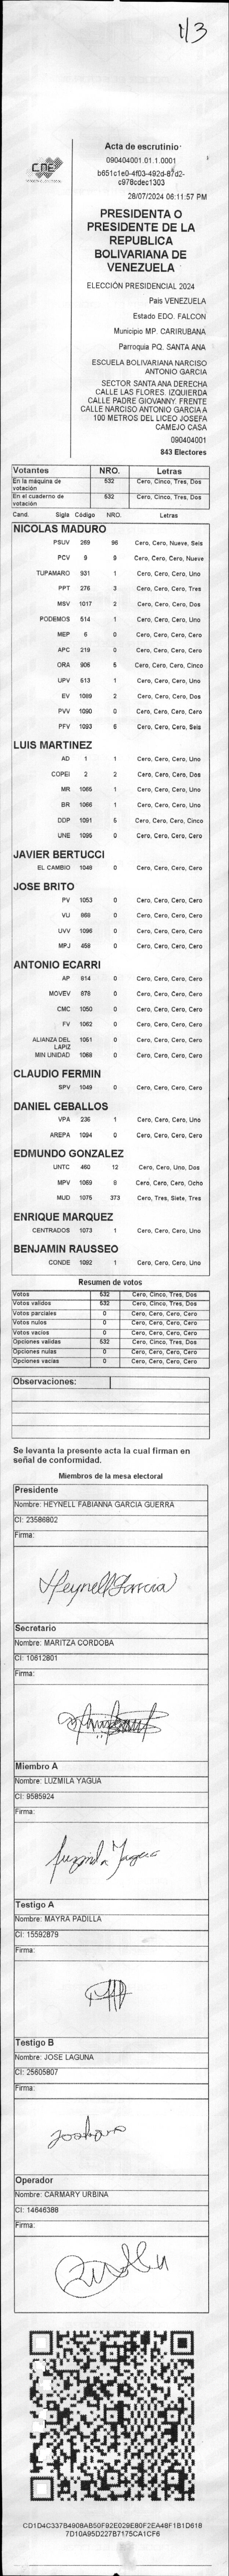 1/3
Acta de escrutinio
090404001.01.1.0001
b651c1e0-4f03-492d-87d2-
c978cdec1303
28/07/2024 06:11:57 PM
PRESIDENTA O
PRESIDENTE DE LA
REPUBLICA
BOLIVARIANA DE
VENEZUELA
ELECCIÓN PRESIDENCIAL 2024
Pais VENEZUELA
Estado EDO. FALCON
Municipio MP. CARIRUBANA
Parroquia PQ. SANTA ANA
ESCUELA BOLIVARIANA NARCISO
ANTONIO GARCIA
SECTOR SANTA ANA DERECHA
CALLE LAS FLORES. IZQUIERDA
CALLE PADRE GIOVANNY. FRENTE
CALLE NARCISO ANTONIO GARCIA A
100 METROS DEL LICEO JOSEFA
CAMEJO CASA
090404001
843 Electores
CNE
Votantes NRO. Letras
En la máquina de votación 532 Cero, Cinco, Tres, Dos
En el cuaderno de votación 532 Cero, Cinco, Tres, Dos
Cand. Sigla Código NRO. Letras
NICOLAS MADURO
PSUV 269 96 Cero, Cero, Nueve, Seis
PCV 9 9 Cero, Cero, Cero, Nueve
TUPAMARO 931 1 Cero, Cero, Cero, Uno
PPT 276 3 Cero, Cero, Cero, Tres
MSV 1017 2 Cero, Cero, Cero, Dos
PODEMOS 514 1 Cero, Cero, Cero, Uno
MEP 6 0 Cero, Cero, Cero, Cero
APC 219 0 Cero, Cero, Cero, Cero
ORA 906 5 Cero, Cero, Cero, Cinco
UPV 513 1 Cero, Cero, Cero, Uno
EV 1089 2 Cero, Cero, Cero, Dos
PVV 1090 0 Cero, Cero, Cero, Cero
PFV 1093 6 Cero, Cero, Cero, Seis
LUIS MARTINEZ
AD 1 1 Cero, Cero, Cero, Uno
COPEI 2 2 Cero, Cero, Cero, Dos
MR 1065 1 Cero, Cero, Cero, Uno
BR 1066 1 Cero, Cero, Cero, Uno
DDP 1091 5 Cero, Cero, Cero, Cinco
UNE 1095 0 Cero, Cero, Cero, Cero
JAVIER BERTUCCI
EL CAMBIO 1048 0 Cero, Cero, Cero, Cero
JOSE BRITO
PV 1053 0 Cero, Cero, Cero, Cero
VU 868 0 Cero, Cero, Cero, Cero
UVV 1096 0 Cero, Cero, Cero, Cero
MPJ 458 0 Cero, Cero, Cero, Cero
ANTONIO ECARRI
AP 814 0 Cero, Cero, Cero, Cero
MOVEV 878 0 Cero, Cero, Cero, Cero
CMC 1050 0 Cero, Cero, Cero, Cero
FV 1062 0 Cero, Cero, Cero, Cero
ALIANZA DEL LAPIZ 1051 0 Cero, Cero, Cero, Cero
MIN UNIDAD 1068 0 Cero, Cero, Cero, Cero
CLAUDIO FERMIN
SPV 1049 0 Cero, Cero, Cero, Cero
DANIEL CEBALLOS
VPA 236 1 Cero, Cero, Cero, Uno
AREPA 1094 0 Cero, Cero, Cero, Cero
EDMUNDO GONZALEZ
UNTC 460 12 Cero, Cero, Uno, Dos
MPV 1069 8 Cero, Cero, Cero, Ocho
MUD 1075 373 Cero, Tres, Siete, Tres
ENRIQUE MARQUEZ
CENTRADOS 1073 1 Cero, Cero, Cero, Uno
BENJAMIN RAUSSEO
CONDE 1092 1 Cero, Cero, Cero, Uno
Resumen de votos
Votos 532 Cero, Cinco, Tres, Dos
Votos validos 532 Cero, Cinco, Tres, Dos
Votos parciales 0 Cero, Cero, Cero, Cero
Votos nulos 0 Cero, Cero, Cero, Cero
Votos vacios 0 Cero, Cero, Cero, Cero
Opciones validas 532 Cero, Cinco, Tres, Dos
Opciones nulas 0 Cero, Cero, Cero, Cero
Opciones vacias 0 Cero, Cero, Cero, Cero
Observaciones:
Se levanta la presente acta la cual firman en
señal de conformidad.
Miembros de la mesa electoral
Presidente
Nombre: HEYNELL FABIANNA GARCIA GUERRA
CI: 23586802
Firma:
Heynell Garcia
Secretario
Nombre: MARITZA CORDOBA
CI: 10612801
Firma:
Miembro A
Nombre: LUZMILA YAGUA
CI: 9585924
Firma:
Luzmila Yagua
Testigo A
Nombre: MAYRA PADILLA
CI: 15592879
Firma:
Testigo B
Nombre: JOSE LAGUNA
CI: 25605807
Firma:
Operador
Nombre: CARMARY URBINA
CI: 14646388
Firma:
CD1D4C337B4908AB50F92E029E80F2EA48F1B1D618
7D10A95D227B7175CA1CF6